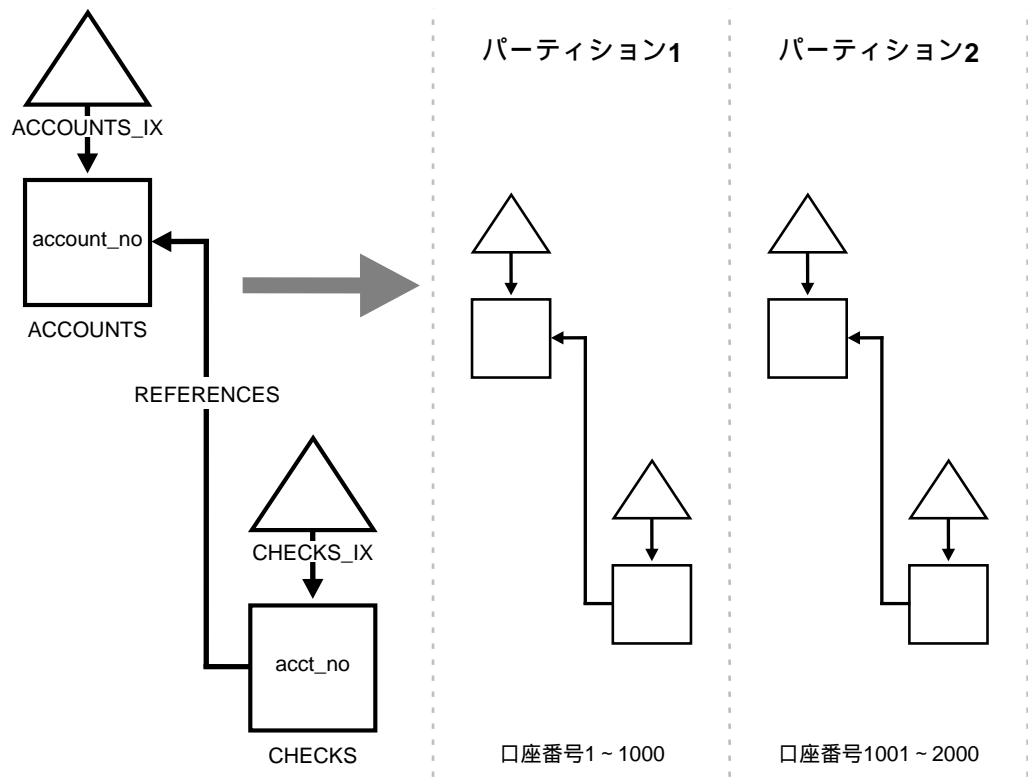 ACCOUNTS_IX
account_no
ACCOUNTS
REFERENCES
CHECKS_IX
acct_no
CHECKS
パーティション1
口座番号1~1000
パーティション2
口座番号1001~2000